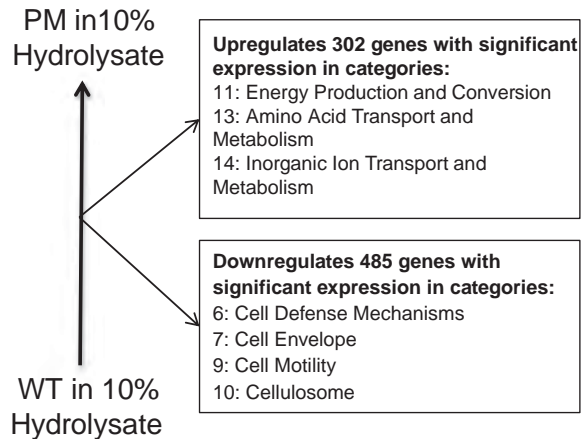 PM in10%
Hydrolysate
Upregulates 302 genes with significant
expression in categories:
11: Energy Production and Conversion
13: Amino Acid Transport and
Metabolism
14: Inorganic Ion Transport and
Metabolism
Downregulates 485 genes with
significant expression in categories:
6: Cell Defense Mechanisms
7: Cell Envelope
9: Cell Motility
10: Cellulosome
WT in 10%
Hydrolysate